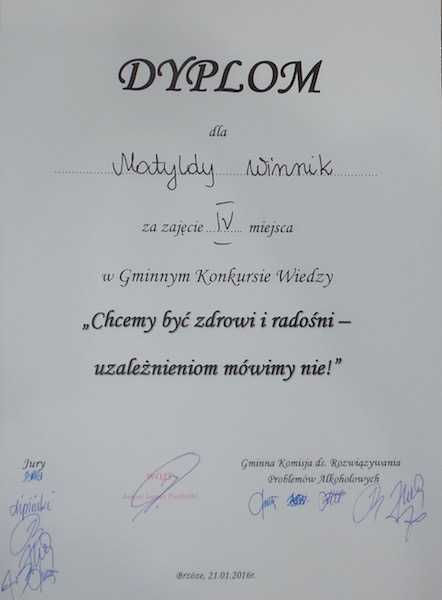 DYPLOM
dla
Matyldy Winnik
za zajęcie IV miejsca
w Gminnym Konkursie Wiedzy
„Chcemy być zdrowi i radośni –
uzależnieniom mówimy nie!”
Jury
WÓJT
Gminna Komisja ds. Rozwiązywania
Problemów Alkoholowych
Brzóze, 21.01.2016r.